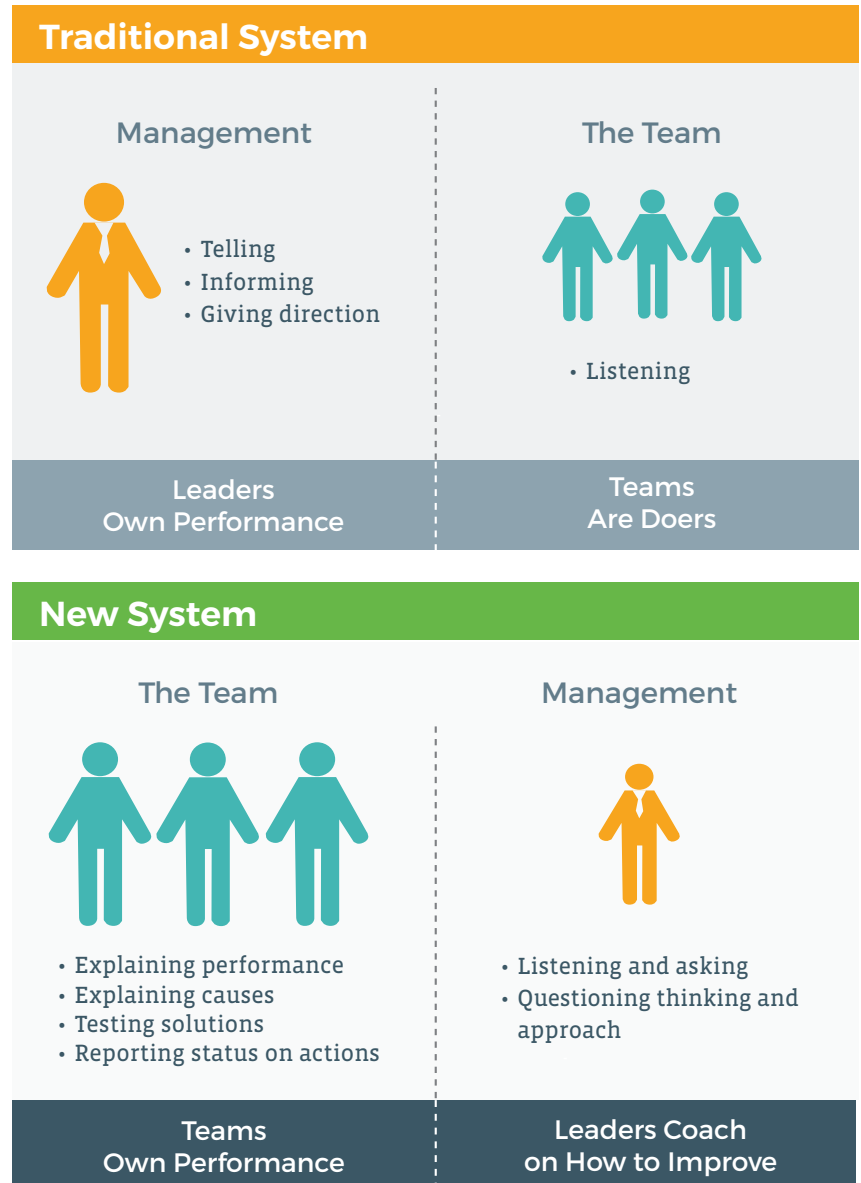 Traditional System
Management
• Telling
• Informing
• Giving direction
The Team
• Listening
Leaders
Own Performance
Teams
Are Doers
New System
The Team
• Explaining performance
• Explaining causes
• Testing solutions
• Reporting status on actions
Management
• Listening and asking
• Questioning thinking and
approach
Teams
Own Performance
Leaders Coach
on How to Improve